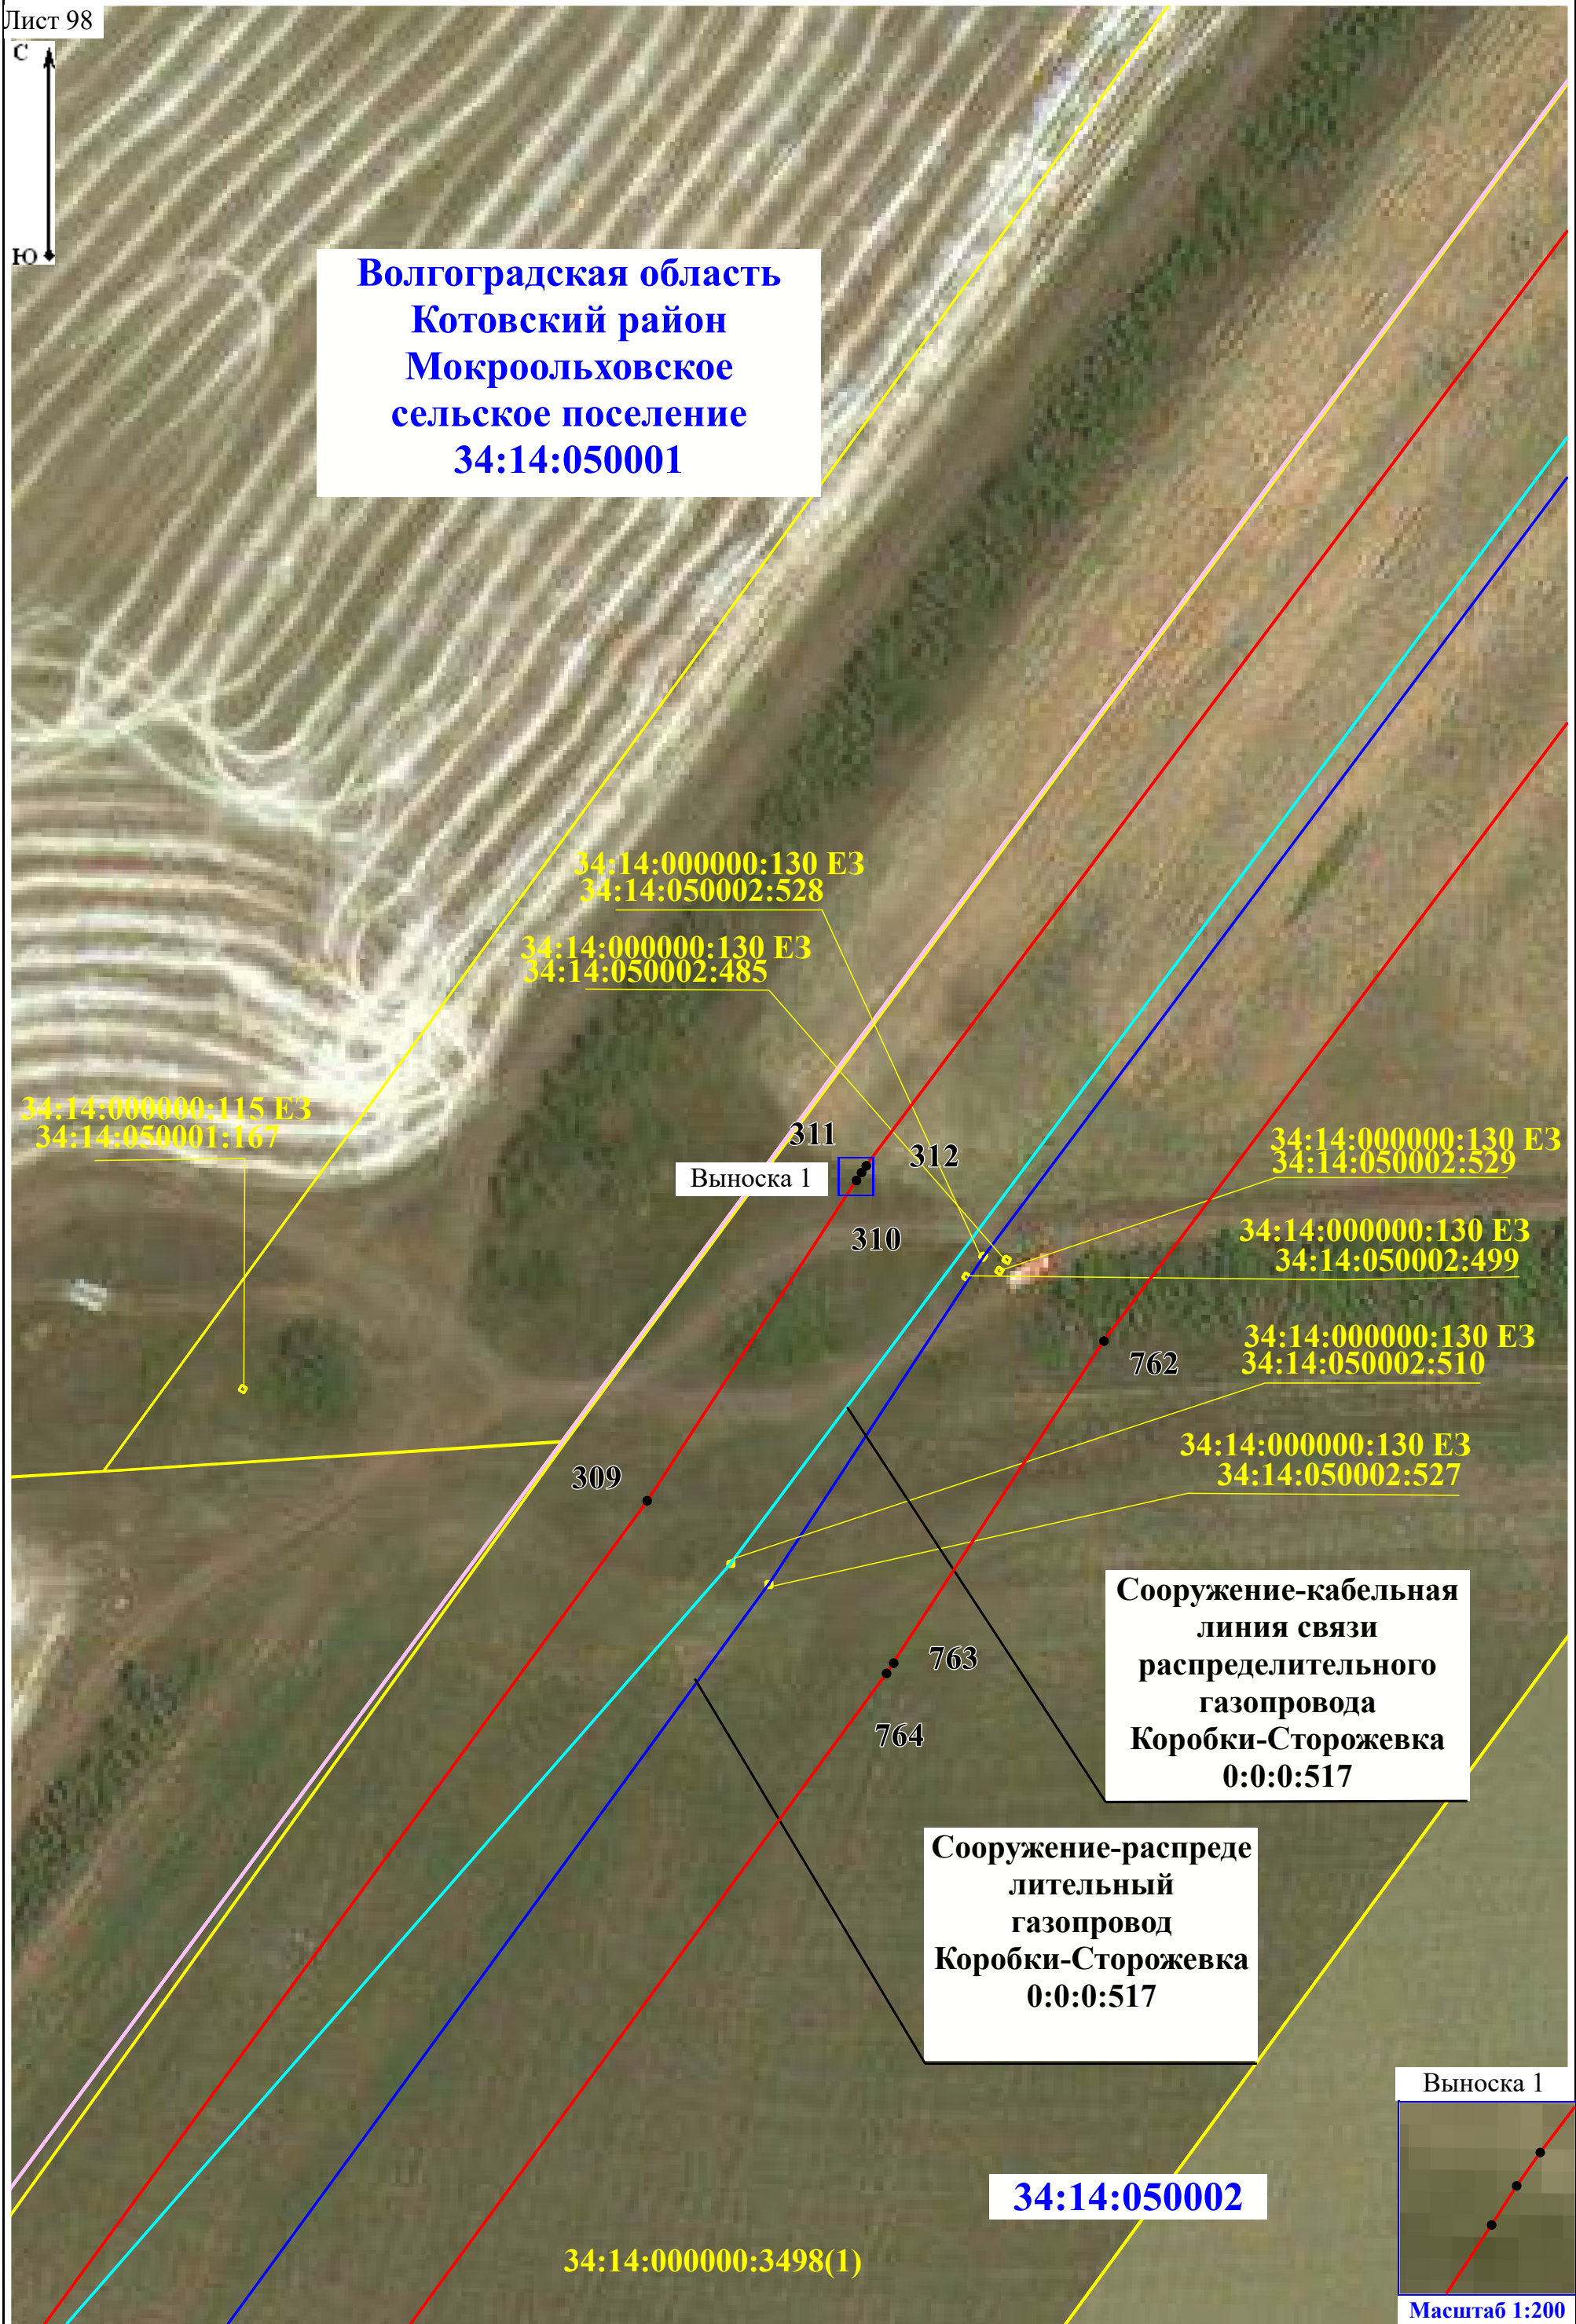 Лист 98
С
Ю
Волгоградская область
Котовский район
Мокроольховское
сельское поселение
34:14:050001
34:14:000000:130 ЕЗ
34:14:050002:528
34:14:000000:130 ЕЗ
34:14:050002:485
34:14:000000:115 ЕЗ
34:14:050001:167
311
312
Выноска 1
310
34:14:000000:130 ЕЗ
34:14:050002:529
34:14:000000:130 ЕЗ
34:14:050002:499
34:14:000000:130 ЕЗ
34:14:050002:510
762
34:14:000000:130 ЕЗ
34:14:050002:527
309
Сооружение-кабельная
линия связи
распределительного
газопровода
Коробки-Сторожевка
0:0:0:517
763
764
Сооружение-распреде
лительный
газопровод
Коробки-Сторожевка
0:0:0:517
Выноска 1
34:14:050002
34:14:000000:3498(1)
Масштаб 1:200